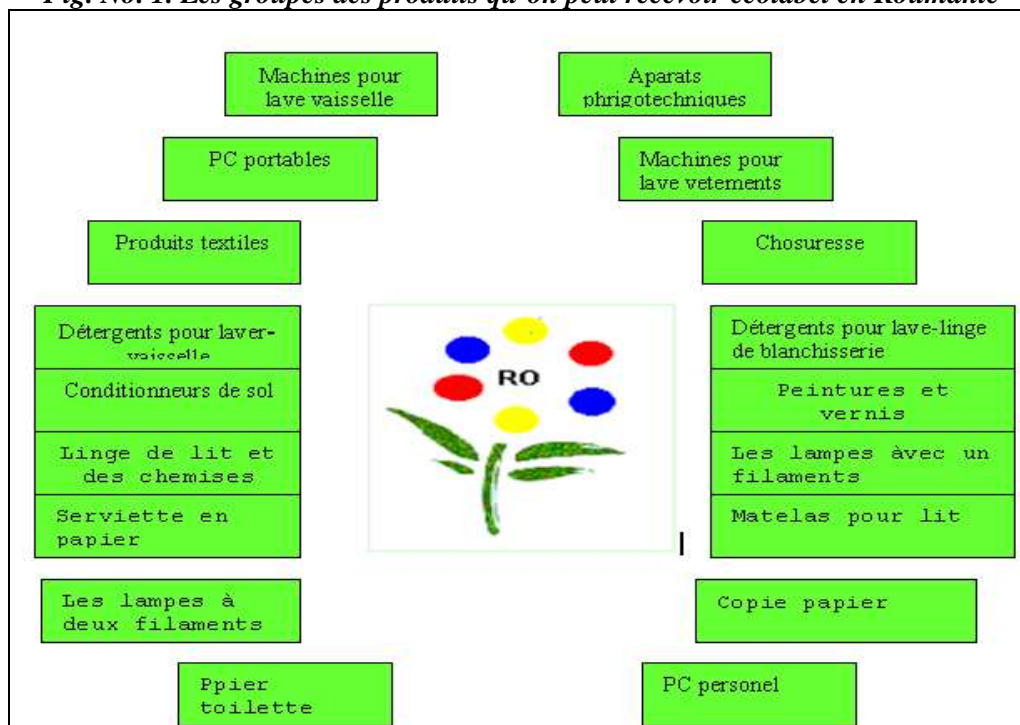 Fig. No. 1. Les groupes des produits qu'on peut recevoir écolabel en Roumanie
Machines pour
lave vaisselle
Aparats
phrigotechniques
PC portables
Machines pour
lave vetements
Produits textiles
Chosuresse
Détergents pour laver-
vaisselle
Détergents pour lave-linge
de blanchisserie
RO
Conditionneurs de sol
Peintures et
vernis
Linge de lit et
des chemises
Les lampes àvec un
filaments
Serviette en
papier
Matelas pour lit
Les lampes à
deux filaments
Copie papier
Ppier
toilette
PC personel